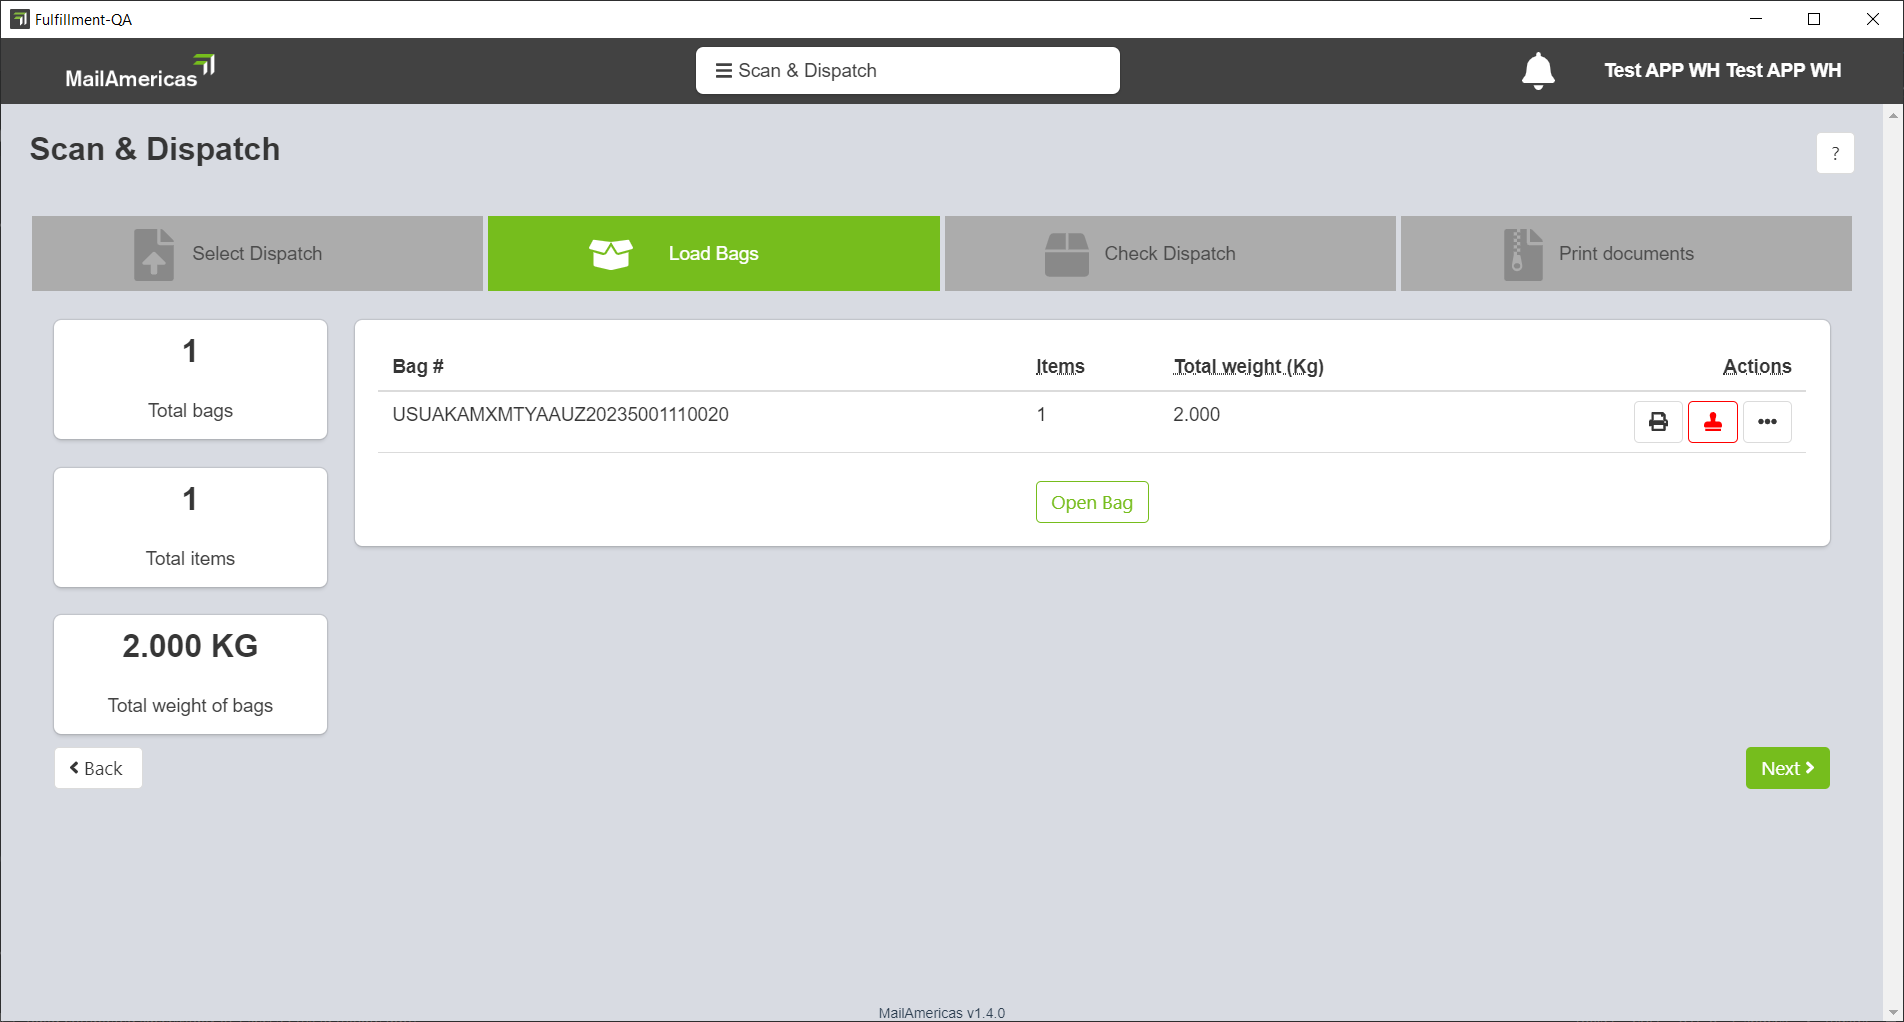 Fulfillment-QA
MailAmericas
Scan & Dispatch
Test APP WH Test APP WH
Scan & Dispatch
?
Select Dispatch
Load Bags
Check Dispatch
Print documents
1
Total bags
1
Total items
2.000 KG
Total weight of bags
Bag # Items Total weight (Kg) Actions
USUAKAMXMTYAAUZ20235001110020 1 2.000
Open Bag
Back
Next
MailAmericas v1.4.0